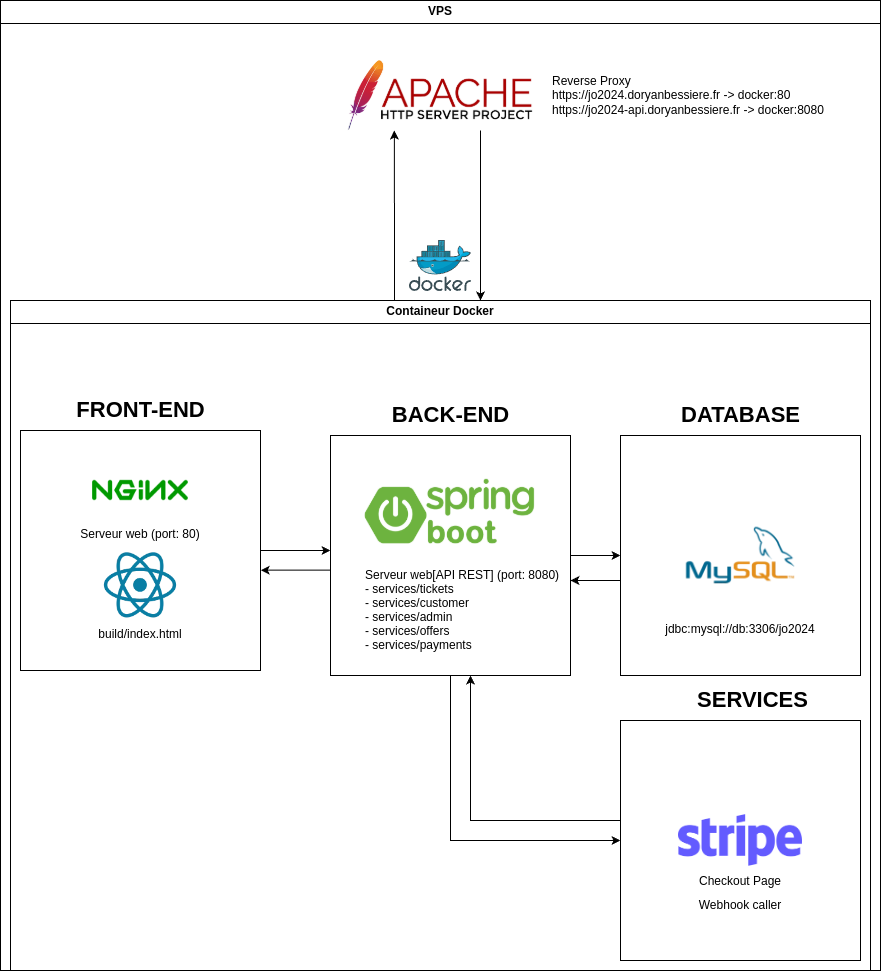 VPS
APACHE
HTTP SERVER PROJECT
Reverse Proxy
https://jo2024.doryanbessiere.fr -> docker:80
https://jo2024-api.doryanbessiere.fr -> docker:8080
docker
Containeur Docker
FRONT-END
NGINX
Serveur web (port: 80)
build/index.html
BACK-END
spring
boot
Serveur web[API REST] (port: 8080)
- services/tickets
- services/customer
- services/admin
- services/offers
- services/payments
DATABASE
MySQL
jdbc:mysql://db:3306/jo2024
SERVICES
stripe
Checkout Page
Webhook caller